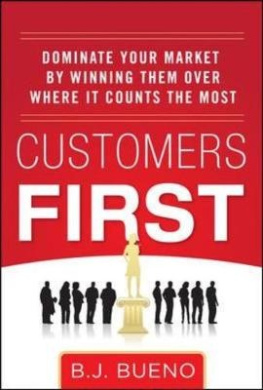 DOMINATE YOUR MARKET
BY WINNING THEM OVER
WHERE IT COUNTS THE MOST
CUSTOMERS
FIRST
B.J. BUENO